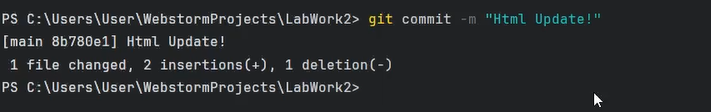 PS C:\Users\User\WebstormProjects\LabWork2> git commit -m "Html Update!"
[main 8b780e1] Html Update!
 1 file changed, 2 insertions(+), 1 deletion(-)
PS C:\Users\User\WebstormProjects\LabWork2>